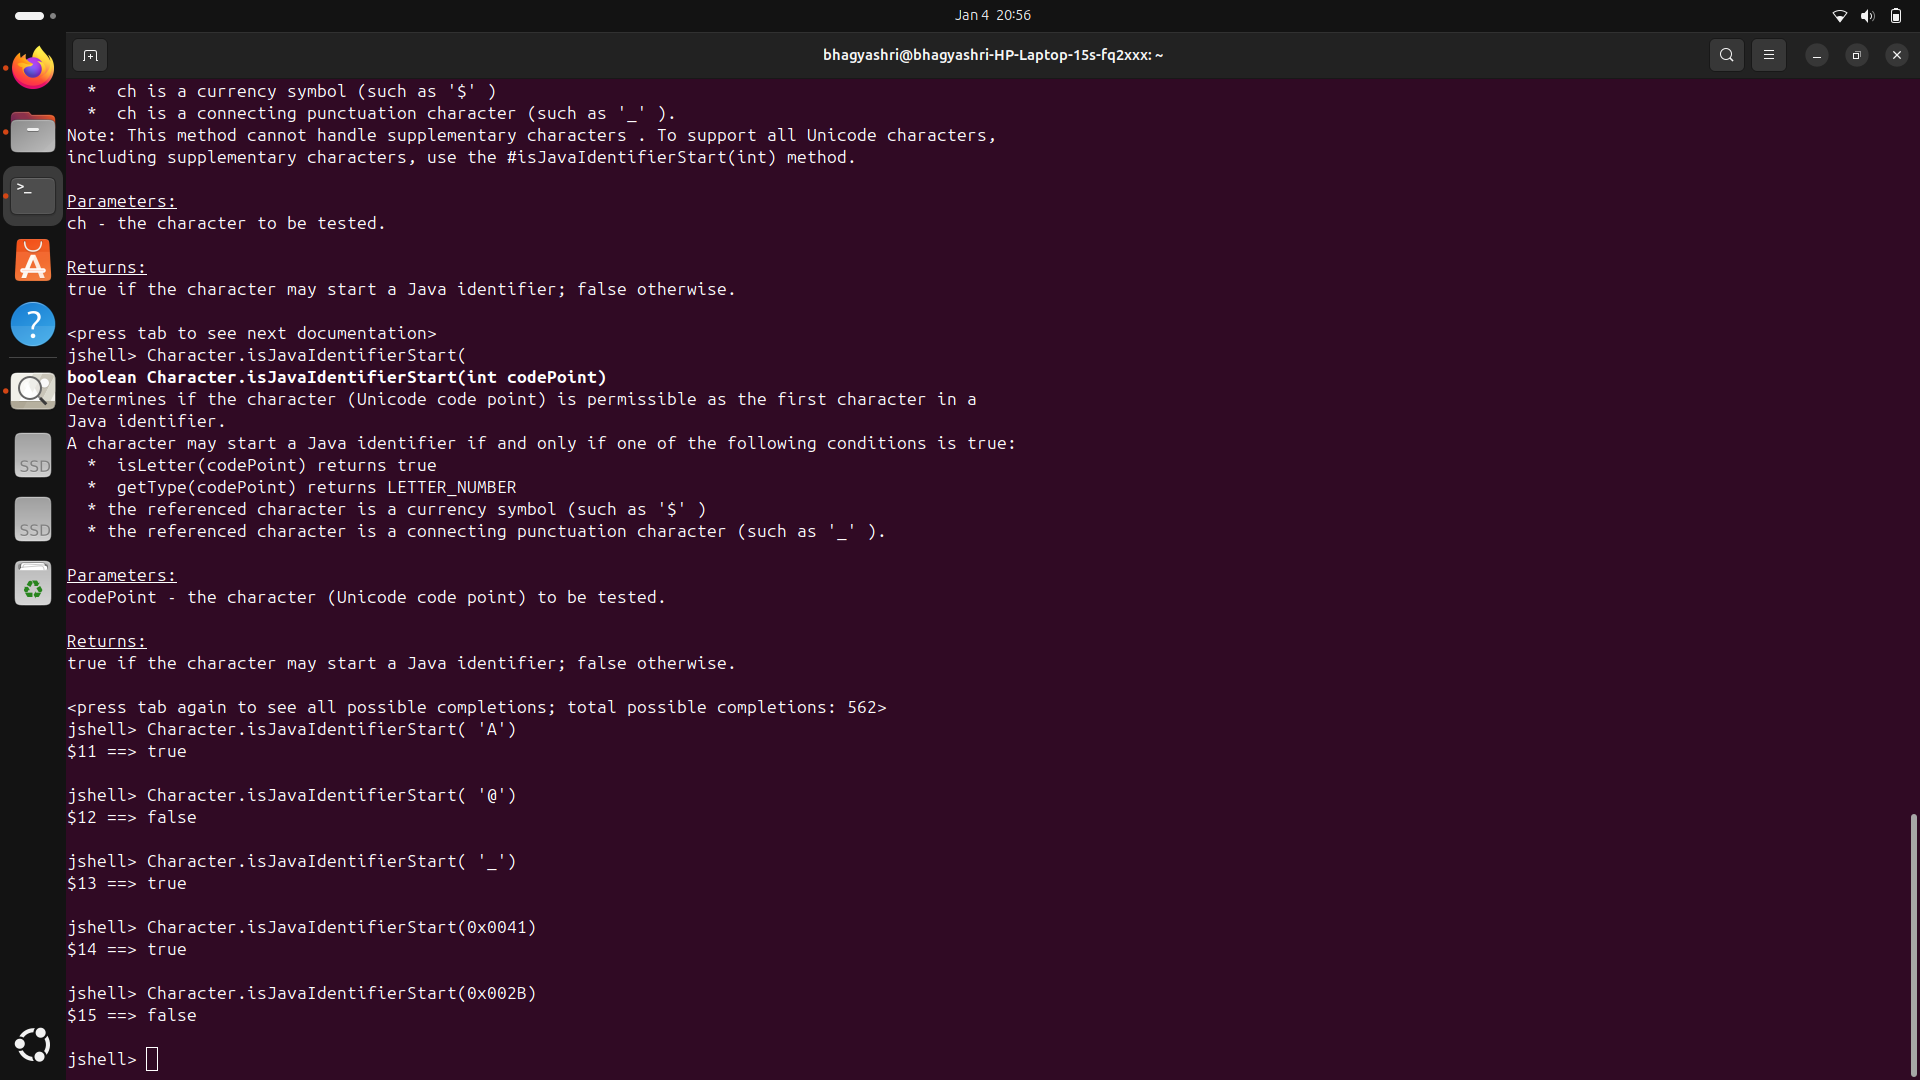 Jan 4 20:56
bhagyashri@bhagyashri-HP-Laptop-15s-fq2xxx: ~
* ch is a currency symbol (such as '$' )
* ch is a connecting punctuation character (such as '_' ).
Note: This method cannot handle supplementary characters . To support all Unicode characters,
including supplementary characters, use the #isJavaIdentifierStart(int) method.
Parameters:
ch - the character to be tested.
Returns:
true if the character may start a Java identifier; false otherwise.
<press tab to see next documentation>
jshell> Character.isJavaIdentifierStart(
boolean Character.isJavaIdentifierStart(int codePoint)
Determines if the character (Unicode code point) is permissible as the first character in a
Java identifier.
A character may start a Java identifier if and only if one of the following conditions is true:
* isLetter(codePoint) returns true
* getType(codePoint) returns LETTER_NUMBER
* the referenced character is a currency symbol (such as '$' )
* the referenced character is a connecting punctuation character (such as '_' ).
Parameters:
codePoint - the character (Unicode code point) to be tested.
Returns:
true if the character may start a Java identifier; false otherwise.
<press tab again to see all possible completions; total possible completions: 562>
jshell> Character.isJavaIdentifierStart( 'A')
$11 ==> true
jshell> Character.isJavaIdentifierStart( '@')
$12 ==> false
jshell> Character.isJavaIdentifierStart( '_')
$13 ==> true
jshell> Character.isJavaIdentifierStart(0x0041)
$14 ==> true
jshell> Character.isJavaIdentifierStart(0x002B)
$15 ==> false
jshell>
>_
A
?
SSD
SSD